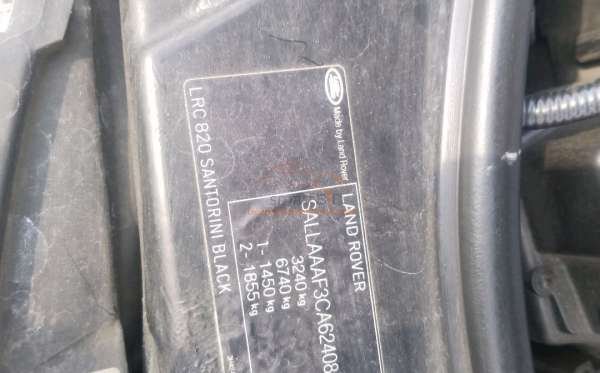 Made by Land Rover
LAND ROVER
SALLAAAF3CA62408
3240 kg
6740 kg
1- 1450 kg
2- 1855 kg
LRC 820 SANTORINI BLACK